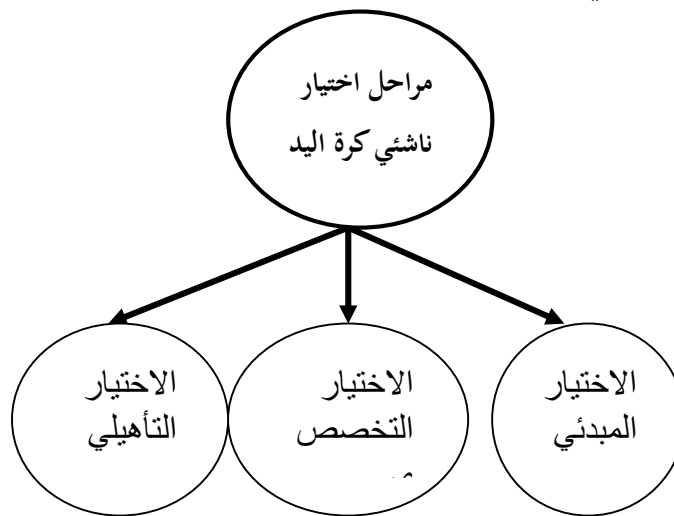 مراحل اختيار
ناشئي كرة اليد
الاختيار
المبدئي
الاختيار
التخصص
الاختيار
التأهيلي